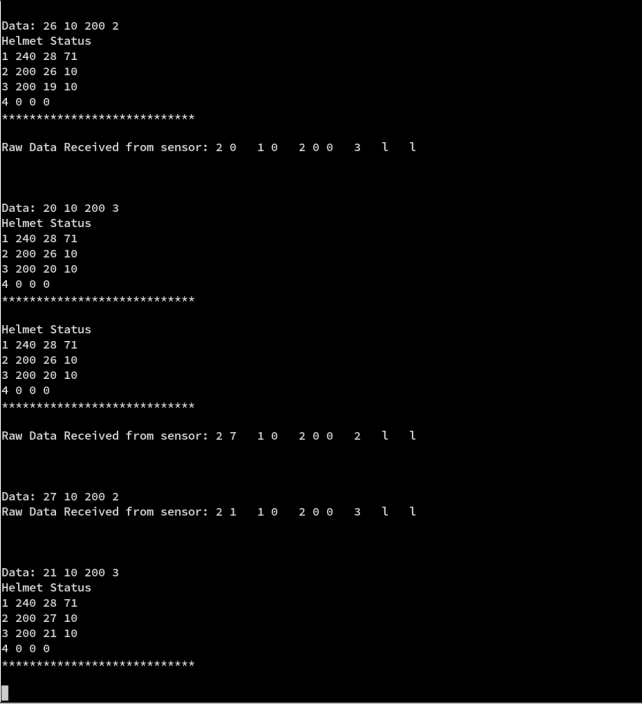 Data: 26 10 200 2
Helmet Status
1 240 28 71
2 200 26 10
3 200 19 10
4 0 0 0
****************************
Raw Data Received from sensor: 2 0   1 0   2 0 0   3   l   l
Data: 20 10 200 3
Helmet Status
1 240 28 71
2 200 26 10
3 200 20 10
4 0 0 0
****************************
Helmet Status
1 240 28 71
2 200 26 10
3 200 20 10
4 0 0 0
****************************
Raw Data Received from sensor: 2 7   1 0   2 0 0   2   l   l
Data: 27 10 200 2
Raw Data Received from sensor: 2 1   1 0   2 0 0   3   l   l
Data: 21 10 200 3
Helmet Status
1 240 28 71
2 200 27 10
3 200 21 10
4 0 0 0
****************************